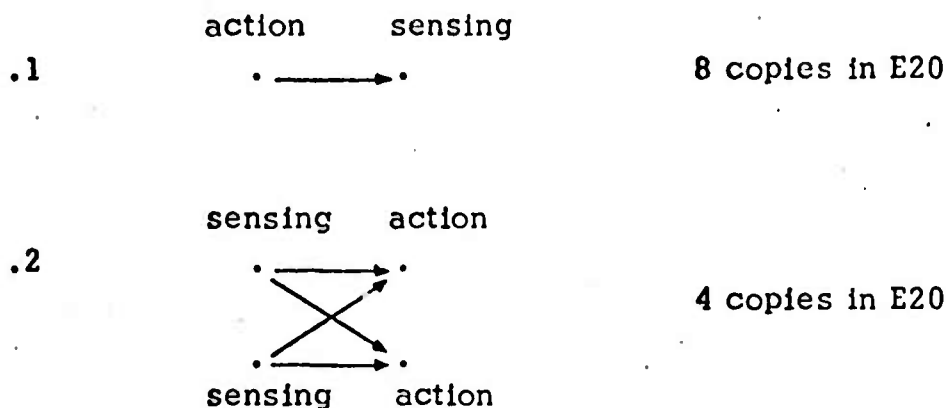 action sensing
.1 8 copies in E20
sensing action
.2
4 copies in E20
sensing action